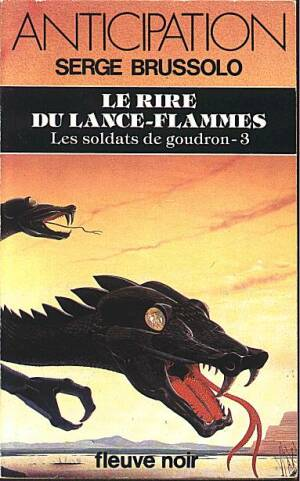 ANTICIPATION
SERGE BRUSSOLO
LE RIRE
DU LANCE-FLAMMES
Les soldats de goudron-3
fleuve noir